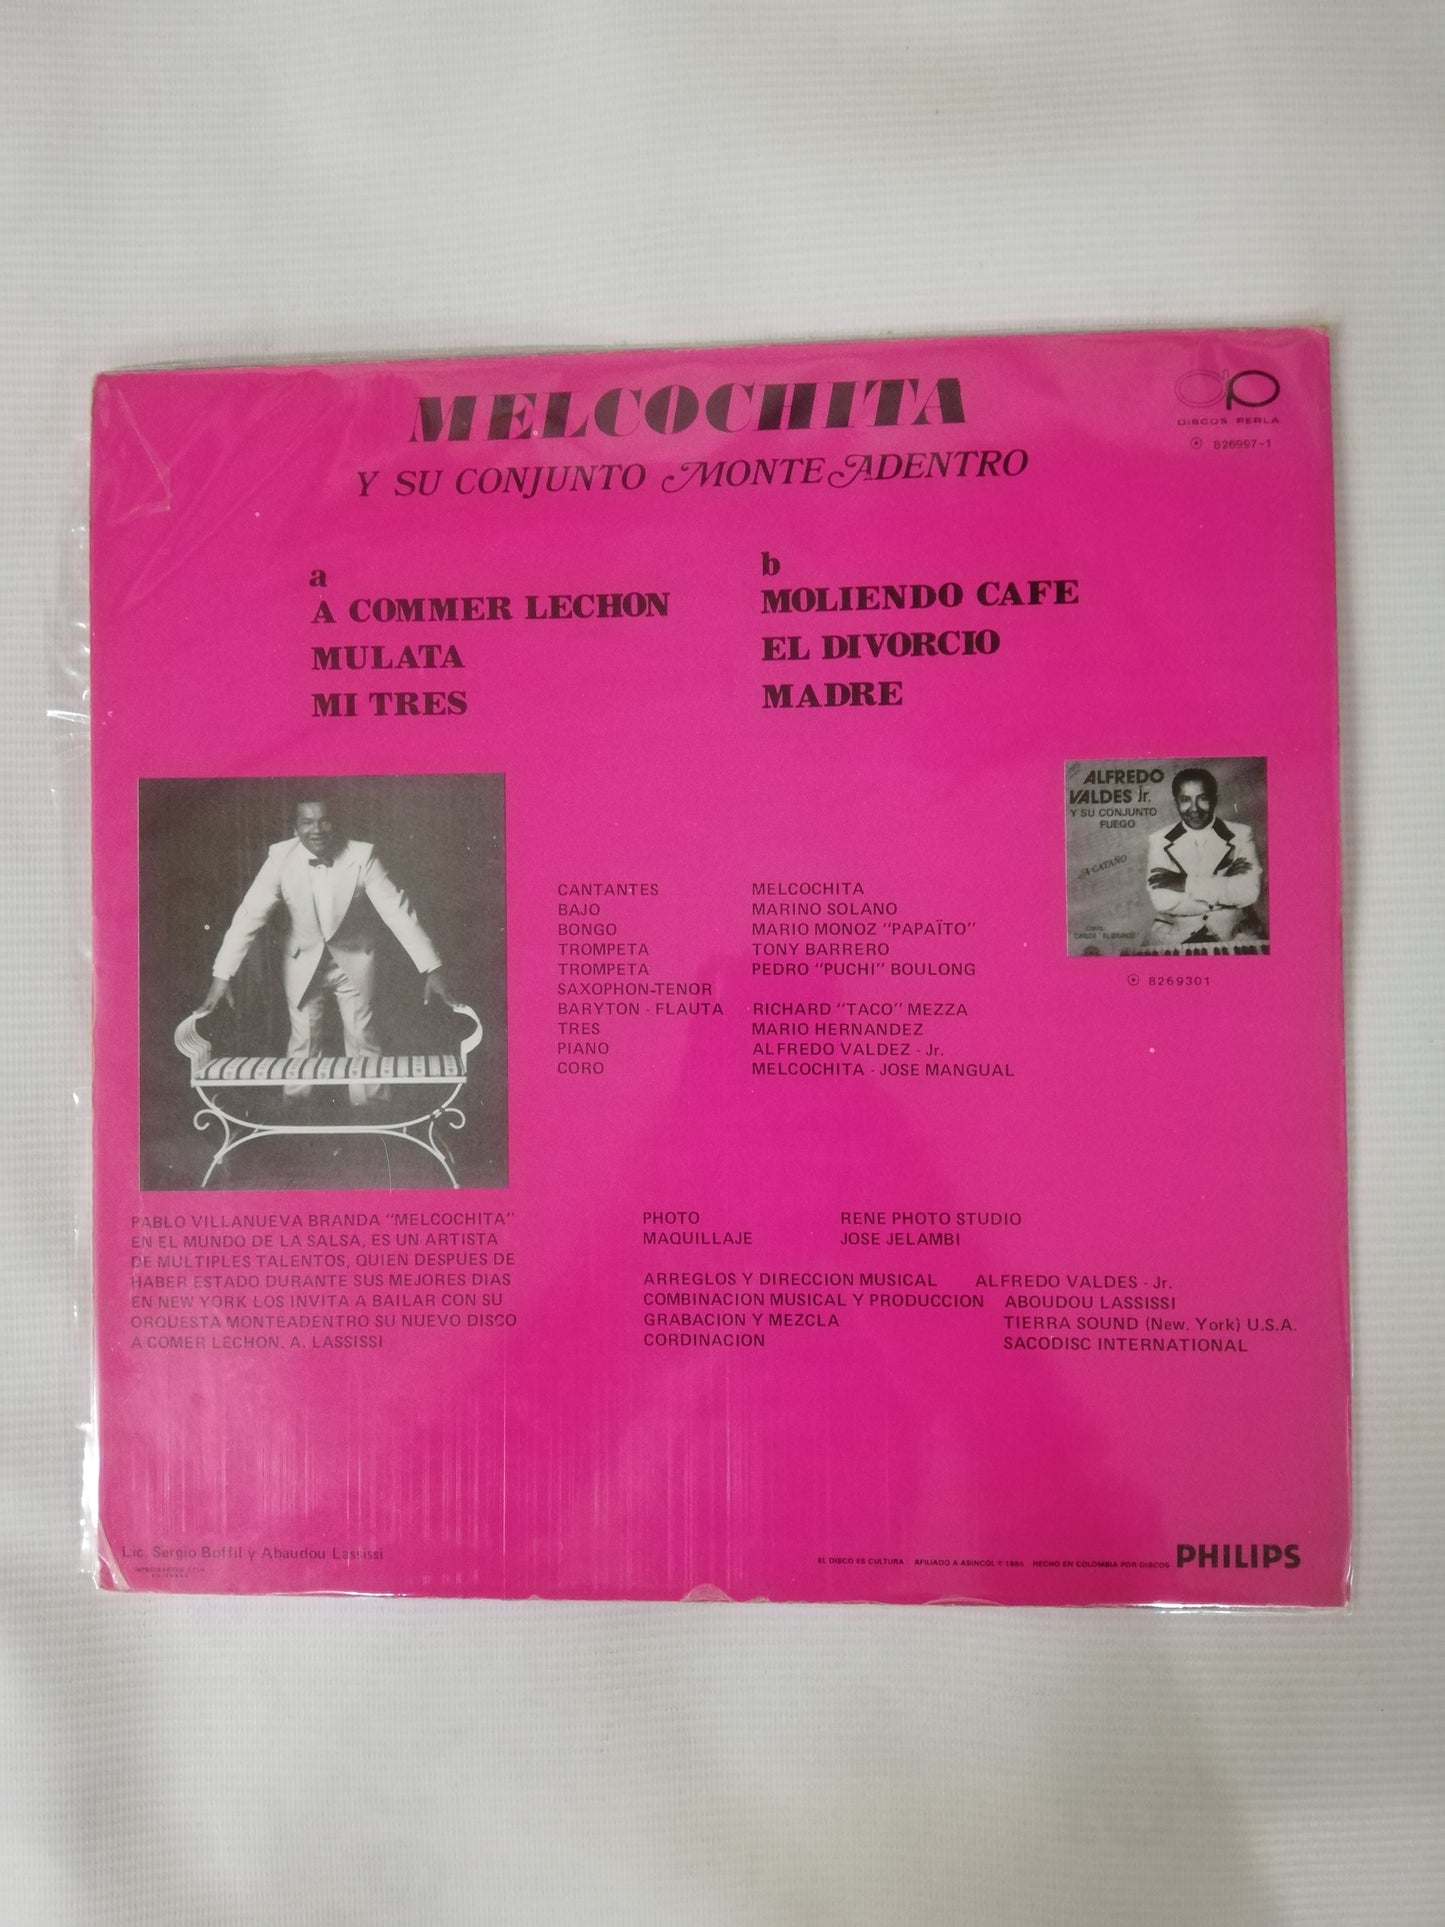 MELCOCHITA
Y SU CONJUNTO MONTE ADENTRO
DISCOS PERLA
℗ 826997-1
a
A COMMER LECHON
MULATA
MI TRES
b
MOLIENDO CAFE
EL DIVORCIO
MADRE
ALFREDO
VALDES Jr.
Y SU CONJUNTO
FUEGO
A CATAÑO
℗ 8269301
CANTANTES MELCOCHITA
BAJO MARINO SOLANO
BONGO MARIO MONOZ "PAPAÏTO"
TROMPETA TONY BARRERO
TROMPETA PEDRO "PUCHI" BOULONG
SAXOPHON-TENOR
BARYTON - FLAUTA RICHARD "TACO" MEZZA
TRES MARIO HERNANDEZ
PIANO ALFREDO VALDEZ - Jr.
CORO MELCOCHITA - JOSE MANGUAL
PABLO VILLANUEVA BRANDA "MELCOCHITA"
EN EL MUNDO DE LA SALSA, ES UN ARTISTA
DE MULTIPLES TALENTOS, QUIEN DESPUES DE
HABER ESTADO DURANTE SUS MEJORES DIAS
EN NEW YORK LOS INVITA A BAILAR CON SU
ORQUESTA MONTEADENTRO SU NUEVO DISCO
A COMER LECHON. A. LASSISSI
PHOTO RENE PHOTO STUDIO
MAQUILLAJE JOSE JELAMBI
ARREGLOS Y DIRECCION MUSICAL ALFREDO VALDES - Jr.
COMBINACION MUSICAL Y PRODUCCION ABOUDOU LASSISSI
GRABACION Y MEZCLA TIERRA SOUND (New. York) U.S.A.
CORDINACION SACODISC INTERNATIONAL
Lic. Sergio Boffil y Abaudou Lassissi
EL DISCO ES CULTURA AFILIADO A ASINCOL © 1985 HECHO EN COLOMBIA POR DISCOS PHILIPS